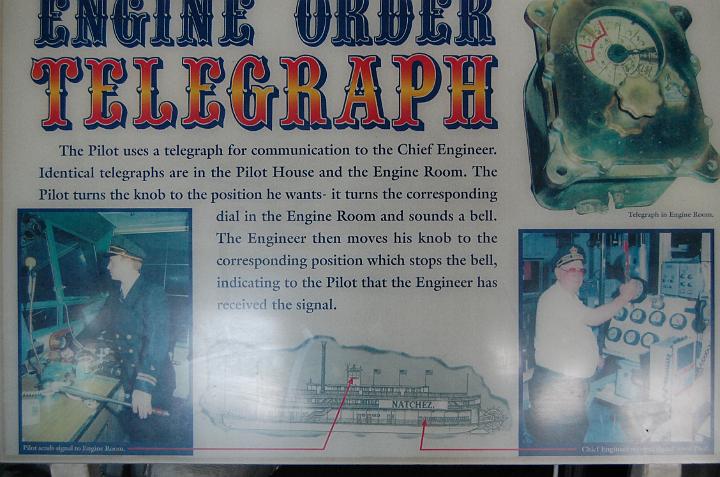 ENGINE ORDER
TELEGRAPH
The Pilot uses a telegraph for communication to the Chief Engineer.
Identical telegraphs are in the Pilot House and the Engine Room. The
Pilot turns the knob to the position he wants- it turns the corresponding
dial in the Engine Room and sounds a bell.
The Engineer then moves his knob to the
corresponding position which stops the bell,
indicating to the Pilot that the Engineer has
received the signal.
Telegraph in Engine Room.
NATCHEZ
Pilot sends signal to Engine Room.
Chief Engineer